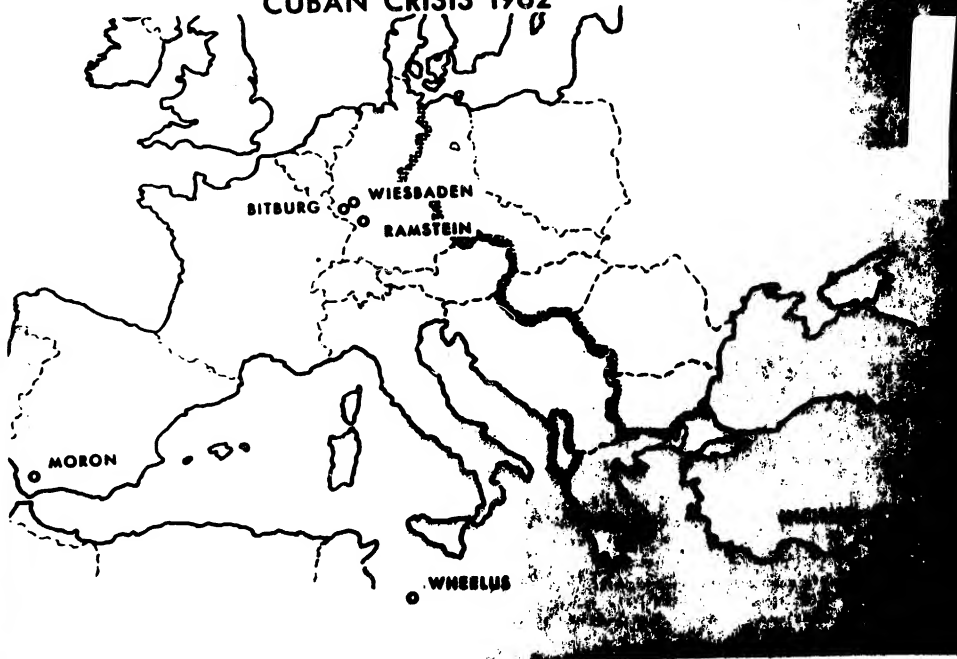 CUBAN CRISIS 1962
WIESBADEN
BITBURG
RAMSTEIN
MORON
WHEELUS